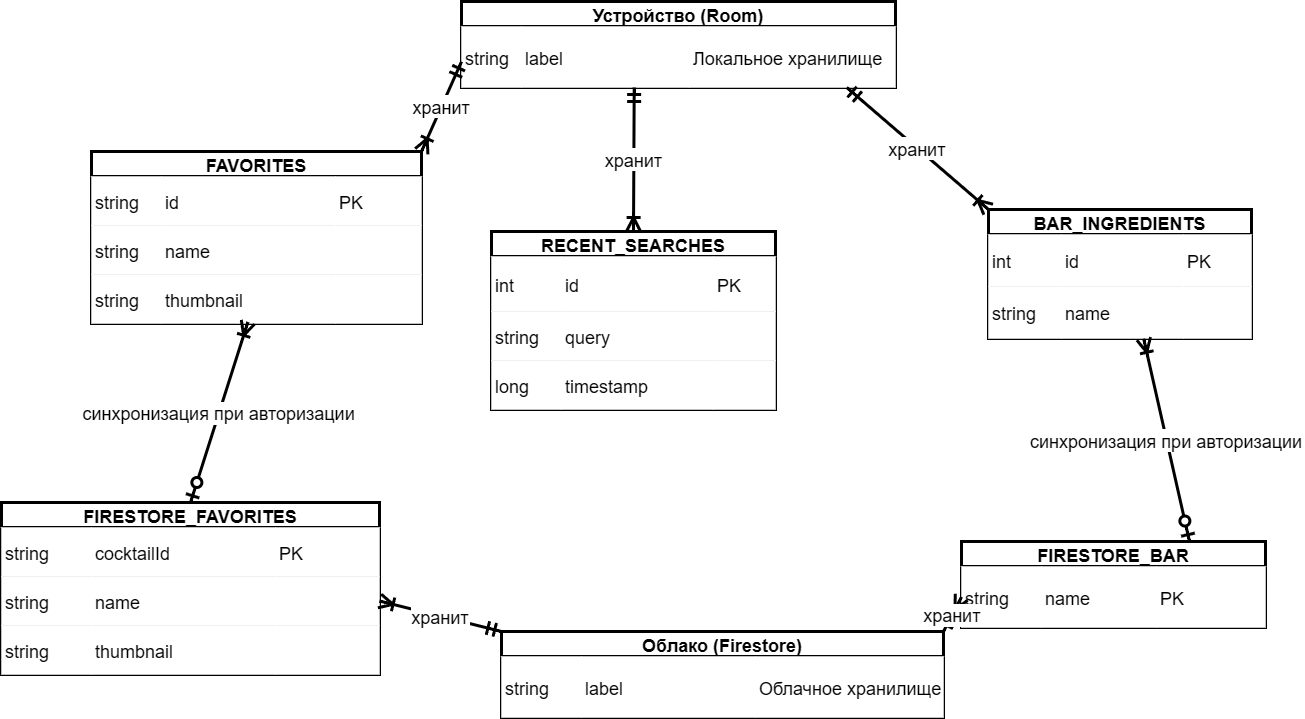 Устройство (Room)
string label Локальное хранилище
хранит
хранит
хранит
FAVORITES
string id PK
string name
string thumbnail
RECENT_SEARCHES
int id PK
string query
long timestamp
BAR_INGREDIENTS
int id PK
string name
синхронизация при авторизации
синхронизация при авторизации
FIRESTORE_FAVORITES
string cocktailId PK
string name
string thumbnail
FIRESTORE_BAR
string name PK
хранит
хранит
Облако (Firestore)
string label Облачное хранилище